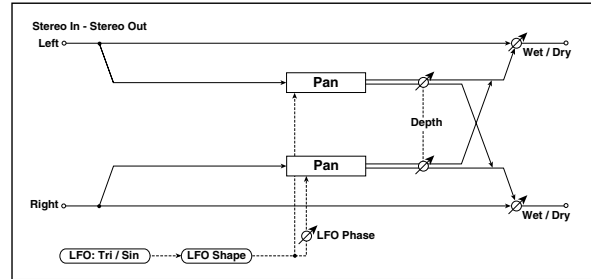 Stereo In - Stereo Out
Left
Wet / Dry
Pan
Depth
Pan
Right
Wet / Dry
LFO Phase
LFO: Tri / Sin
LFO Shape